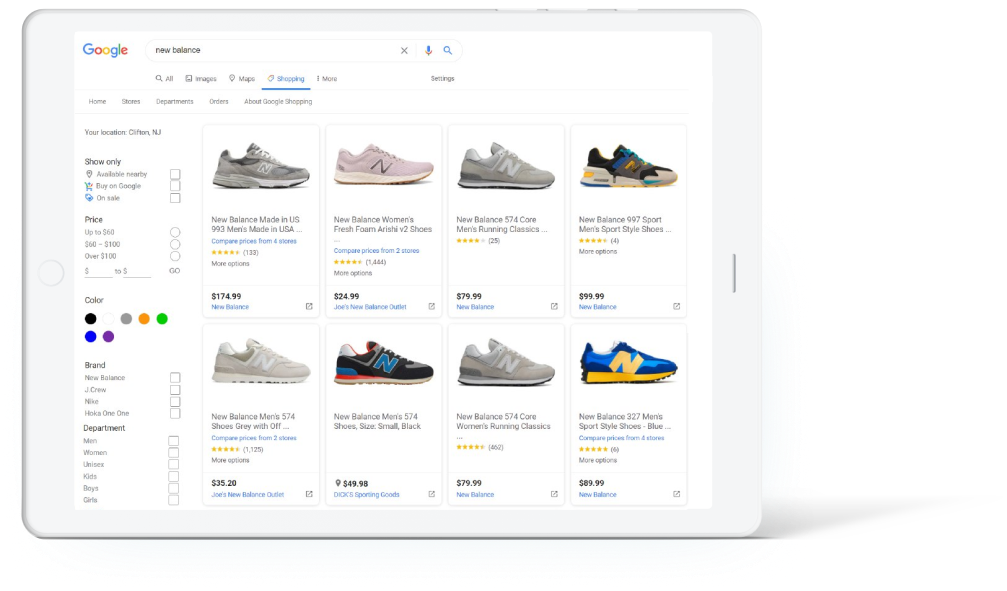 Google
new balance
All Images Maps Shopping More Settings
Home Stores Departments Orders About Google Shopping
Your location: Clifton, NJ
Show only
Available nearby
Buy on Google
On sale
Price
Up to $60
$60 – $100
Over $100
$ to $ GO
Color
Brand
New Balance
J.Crew
Nike
Hoka One One
Department
Men
Women
Unisex
Kids
Boys
Girls
New Balance Made in US
993 Men's Made in USA ...
Compare prices from 4 stores
(133)
More options
$174.99
New Balance
New Balance Women's
Fresh Foam Arishi v2 Shoes
...
Compare prices from 2 stores
(1,444)
More options
$24.99
Joe's New Balance Outlet
New Balance 574 Core
Men's Running Classics ...
(25)
$79.99
New Balance
New Balance 997 Sport
Men's Sport Style Shoes ...
(4)
More options
$99.99
New Balance
New Balance Men's 574
Shoes Grey with Off ...
Compare prices from 2 stores
(1,125)
More options
$35.20
Joe's New Balance Outlet
New Balance Men's 574
Shoes, Size: Small, Black
$49.98
DICK'S Sporting Goods
New Balance 574 Core
Women's Running Classics
...
(462)
$79.99
New Balance
New Balance 327 Men's
Sport Style Shoes - Blue ...
Compare prices from 4 stores
(6)
More options
$89.99
New Balance